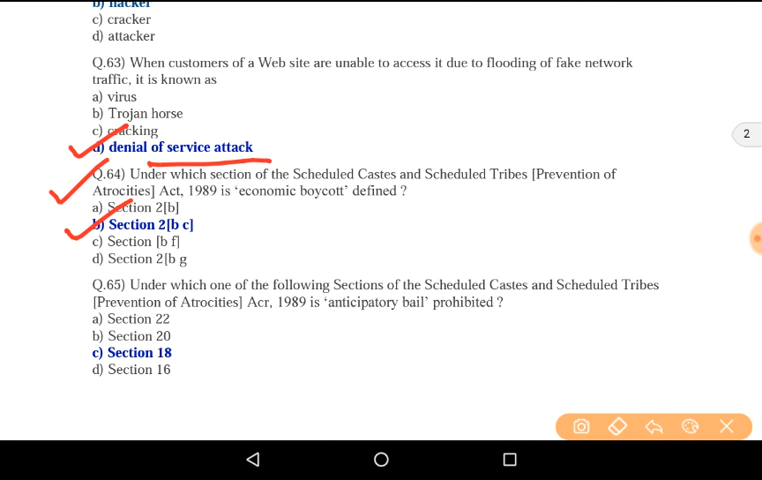 b) hacker
c) cracker
d) attacker
Q.63) When customers of a Web site are unable to access it due to flooding of fake network
traffic, it is known as
a) virus
b) Trojan horse
c) cracking
d) denial of service attack
2
Q.64) Under which section of the Scheduled Castes and Scheduled Tribes [Prevention of
Atrocities] Act, 1989 is ‘economic boycott’ defined ?
a) Section 2[b]
b) Section 2[b c]
c) Section [b f]
d) Section 2[b g
Q.65) Under which one of the following Sections of the Scheduled Castes and Scheduled Tribes
[Prevention of Atrocities] Acr, 1989 is ‘anticipatory bail’ prohibited ?
a) Section 22
b) Section 20
c) Section 18
d) Section 16